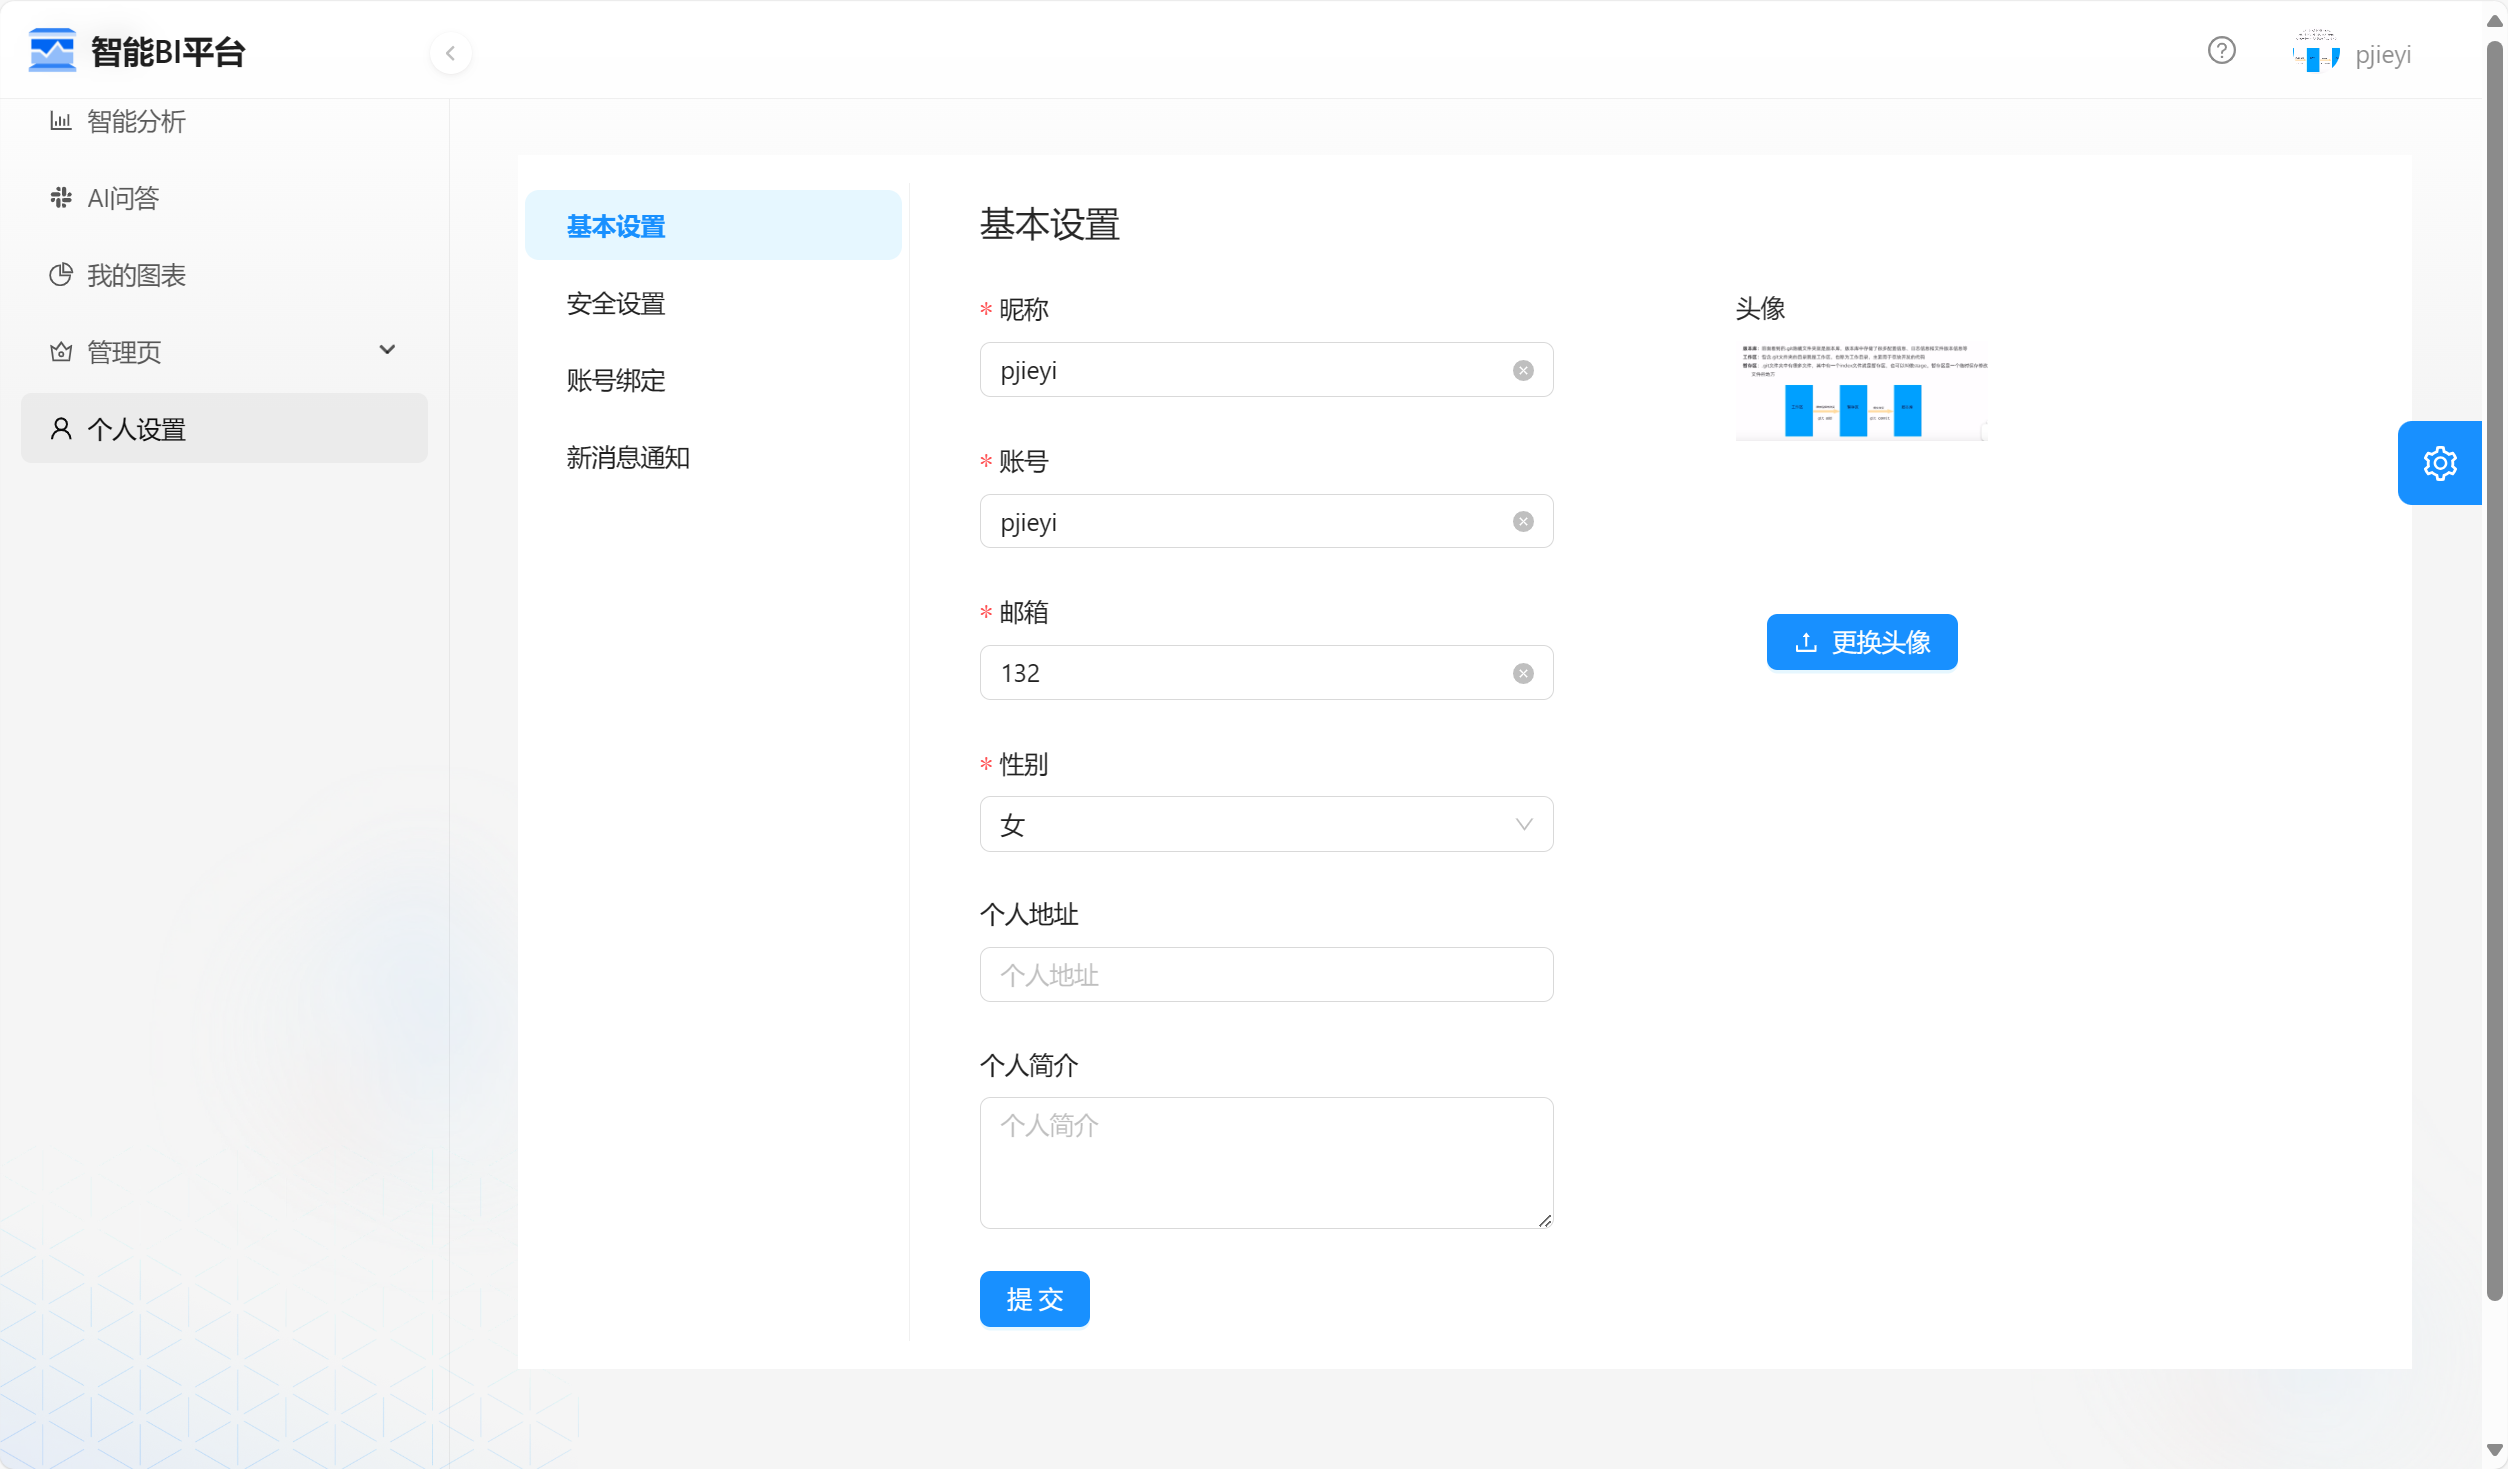 智能BI平台
pjieyi
智能分析
AI问答
我的图表
管理页
个人设置
基本设置
安全设置
账号绑定
新消息通知
基本设置
* 昵称
pjieyi
* 账号
pjieyi
* 邮箱
132
* 性别
女
个人地址
个人地址
个人简介
个人简介
提 交
头像
更换头像